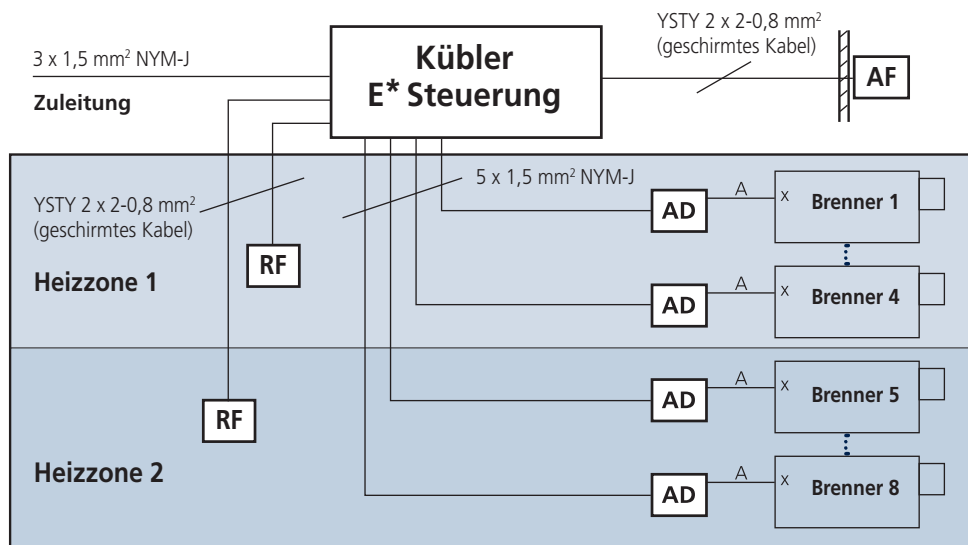 YSTY 2 x 2-0,8 mm²
(geschirmtes Kabel)
3 x 1,5 mm² NYM-J
Zuleitung
Kübler
E* Steuerung
AF
YSTY 2 x 2-0,8 mm²
(geschirmtes Kabel)
5 x 1,5 mm² NYM-J
RF
Heizzone 1
AD
A
x
Brenner 1
AD
A
x
Brenner 4
RF
Heizzone 2
AD
A
x
Brenner 5
AD
A
x
Brenner 8